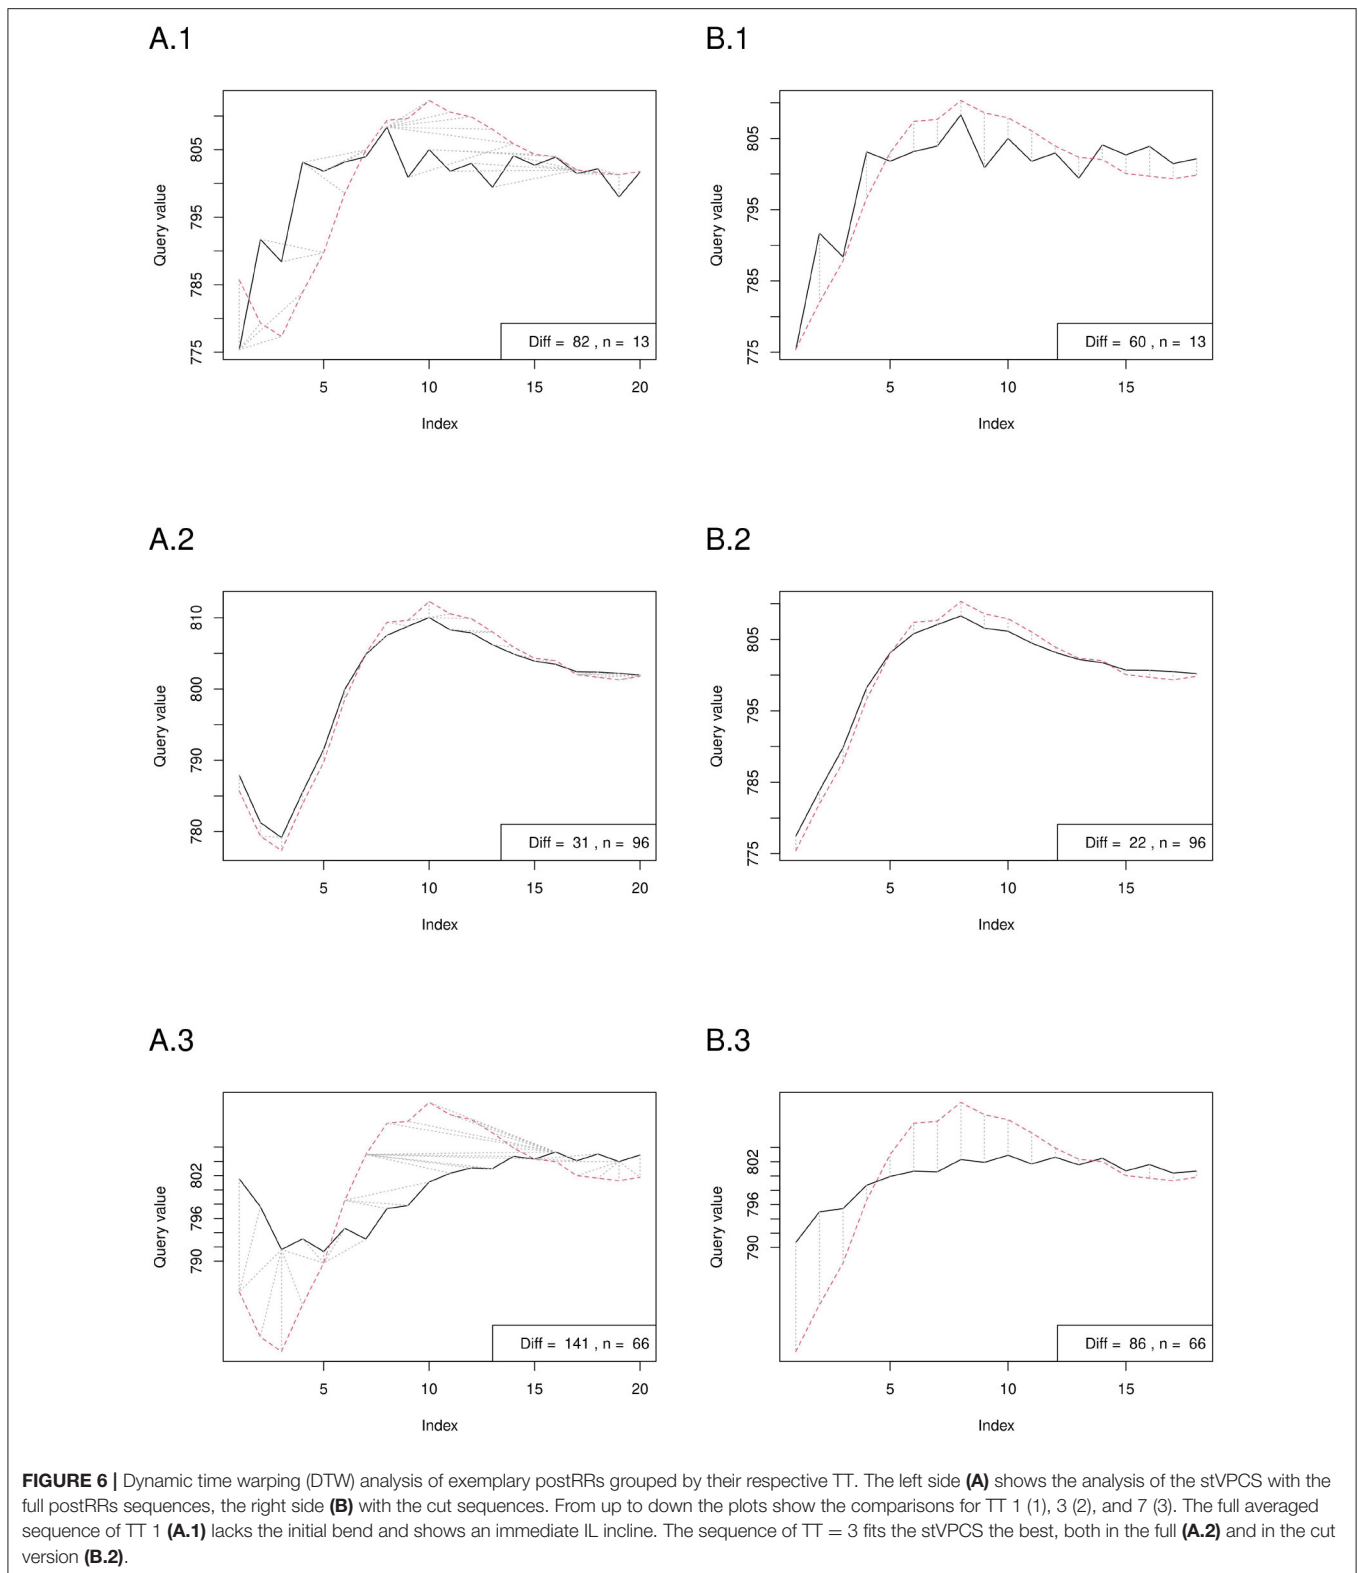 A.1
B.1
Query value
775
785
795
805
Diff = 82 , n = 13
5
10
15
20
Index
Query value
775
785
795
805
Diff = 60 , n = 13
5
10
15
Index
A.2
B.2
Query value
780
790
800
810
Diff = 31 , n = 96
5
10
15
20
Index
Query value
775
785
795
805
Diff = 22 , n = 96
5
10
15
Index
A.3
B.3
Query value
790
796
802
Diff = 141 , n = 66
5
10
15
20
Index
Query value
790
796
802
Diff = 86 , n = 66
5
10
15
Index
FIGURE 6 | Dynamic time warping (DTW) analysis of exemplary postRRs grouped by their respective TT. The left side (A) shows the analysis of the stVPCS with the
full postRRs sequences, the right side (B) with the cut sequences. From up to down the plots show the comparisons for TT 1 (1), 3 (2), and 7 (3). The full averaged
sequence of TT 1 (A.1) lacks the initial bend and shows an immediate IL incline. The sequence of TT = 3 fits the stVPCS the best, both in the full (A.2) and in the cut
version (B.2).